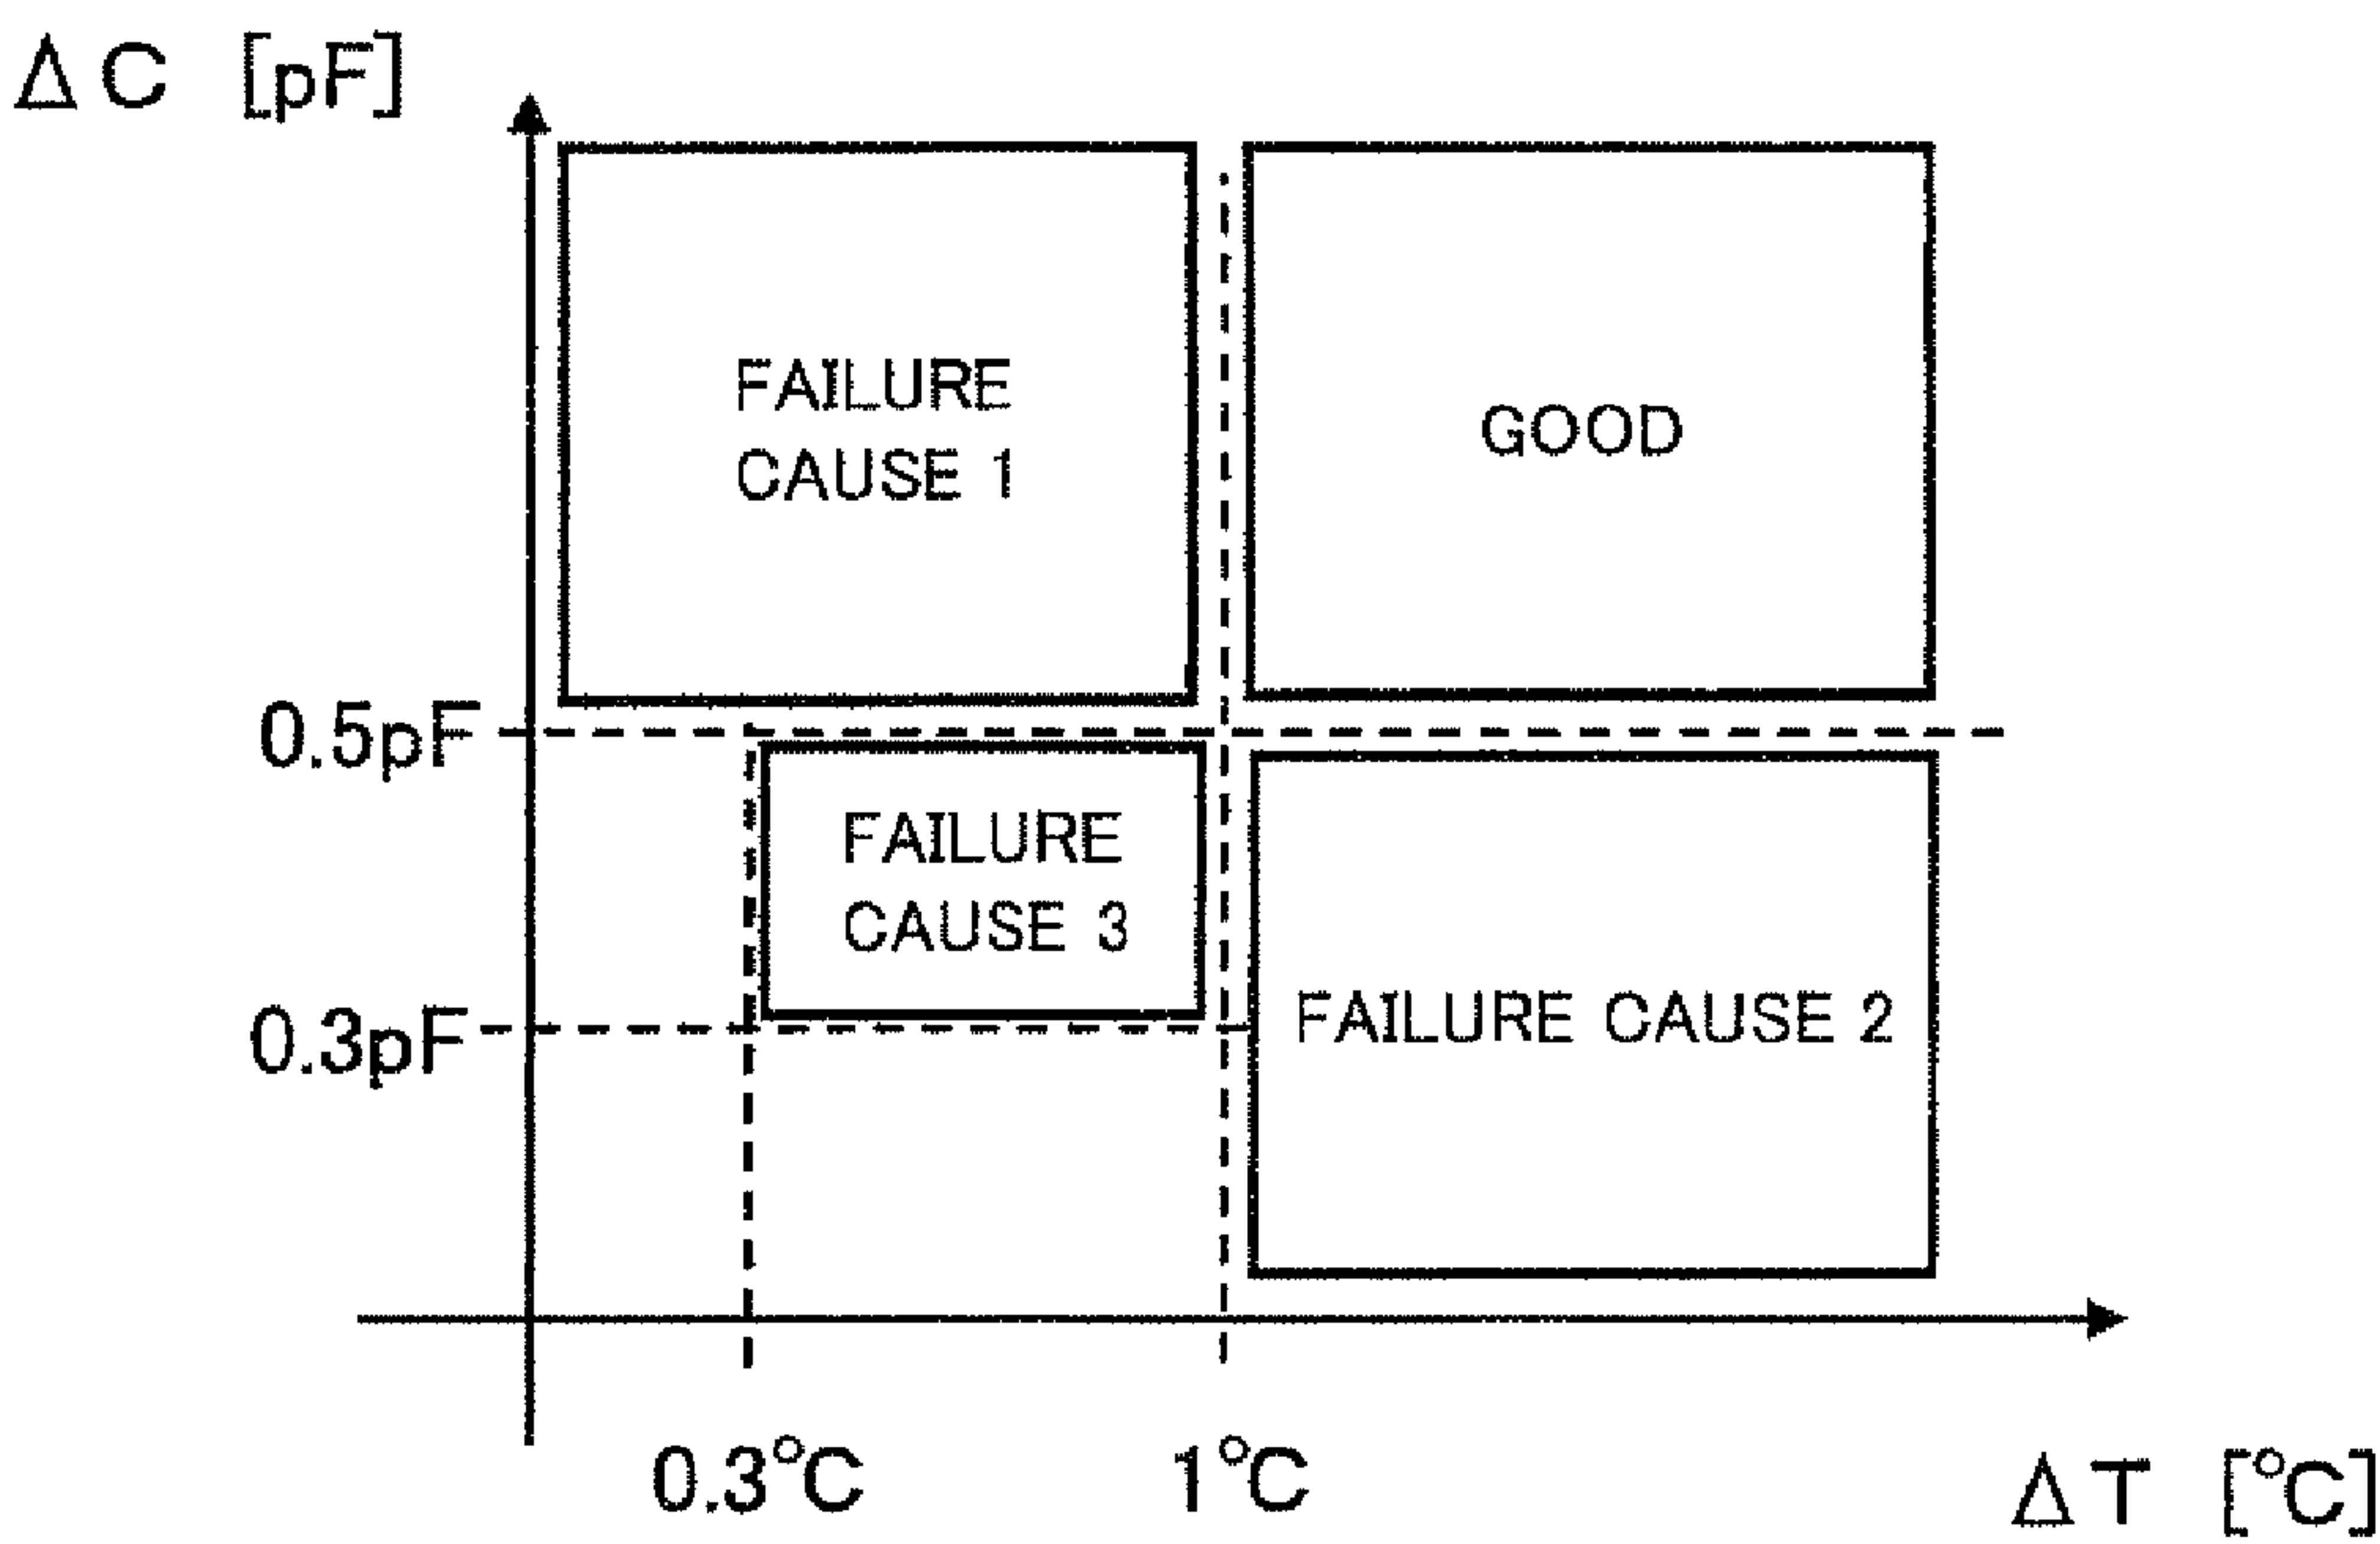 ΔC [pF]
FAILURE
CAUSE 1
GOOD
0.5pF
FAILURE
CAUSE 3
0.3pF
FAILURE CAUSE 2
0.3°C
1°C
ΔT [°C]